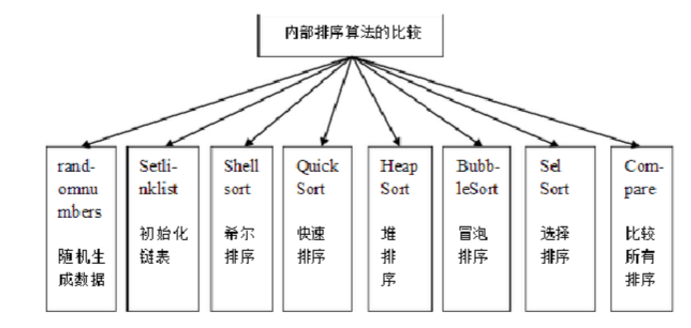 内部排序算法的比较
rand-
omnu
mbers
随机生
成数据
Setli-
nklist
初始化
链表
Shell
sort
希尔
排序
Quick
Sort
快速
排序
Heap
Sort
堆
排
序
Bubb-
leSort
冒泡
排序
Sel
Sort
选择
排序
Com-
pare
比较
所有
排序